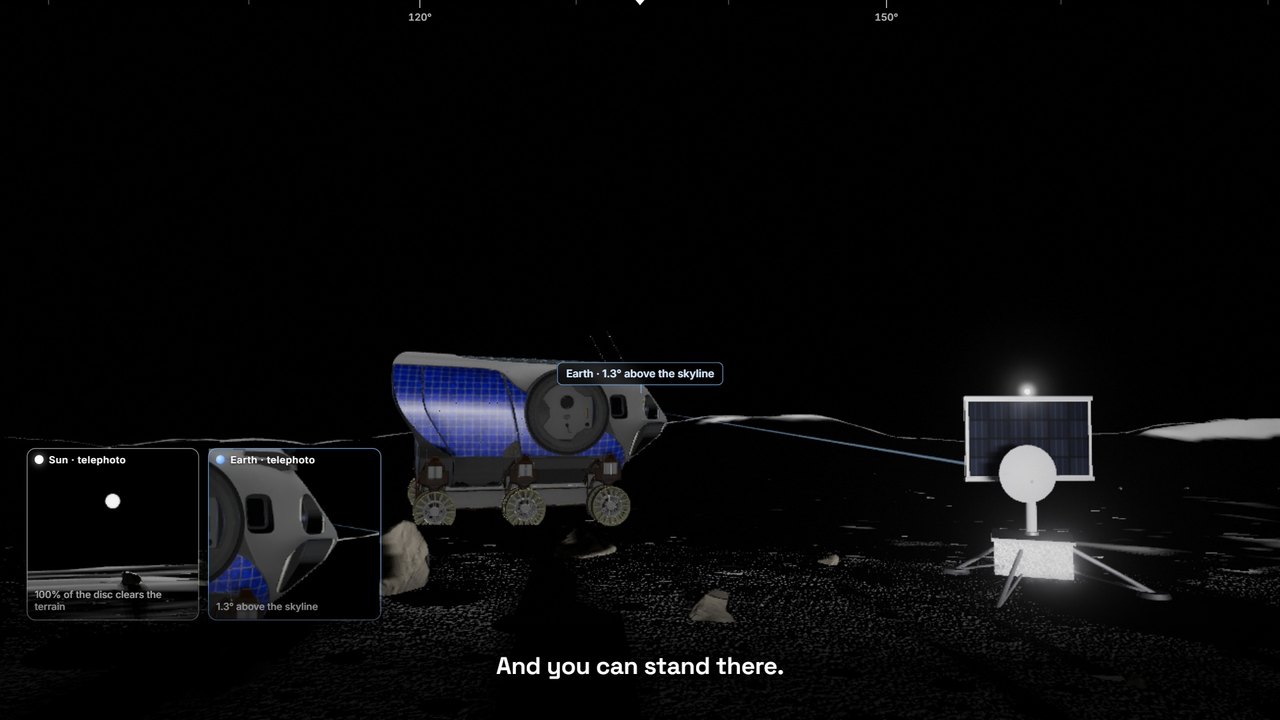 120°
150°
Earth · 1.3° above the skyline
Sun · telephoto
100% of the disc clears the
terrain
Earth · telephoto
1.3° above the skyline
And you can stand there.